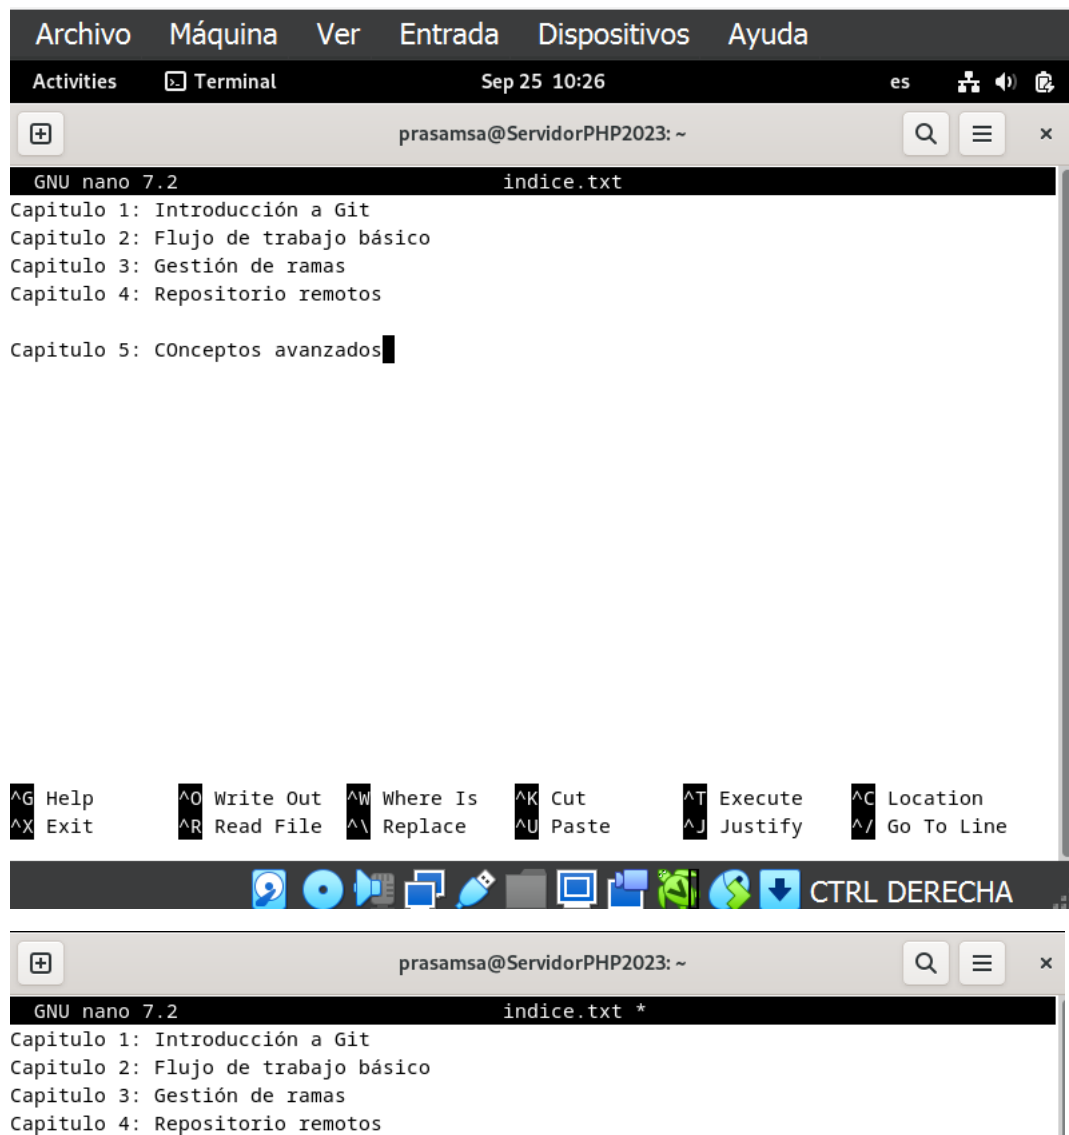 Archivo Máquina Ver Entrada Dispositivos Ayuda
Activities Terminal Sep 25 10:26 es
prasamsa@ServidorPHP2023: ~
GNU nano 7.2 indice.txt
Capitulo 1: Introducción a Git
Capitulo 2: Flujo de trabajo básico
Capitulo 3: Gestión de ramas
Capitulo 4: Repositorio remotos
Capitulo 5: COnceptos avanzados
^G Help ^O Write Out ^W Where Is ^K Cut ^T Execute ^C Location
^X Exit ^R Read File ^\ Replace ^U Paste ^J Justify ^/ Go To Line
CTRL DERECHA
prasamsa@ServidorPHP2023: ~
GNU nano 7.2 indice.txt *
Capitulo 1: Introducción a Git
Capitulo 2: Flujo de trabajo básico
Capitulo 3: Gestión de ramas
Capitulo 4: Repositorio remotos